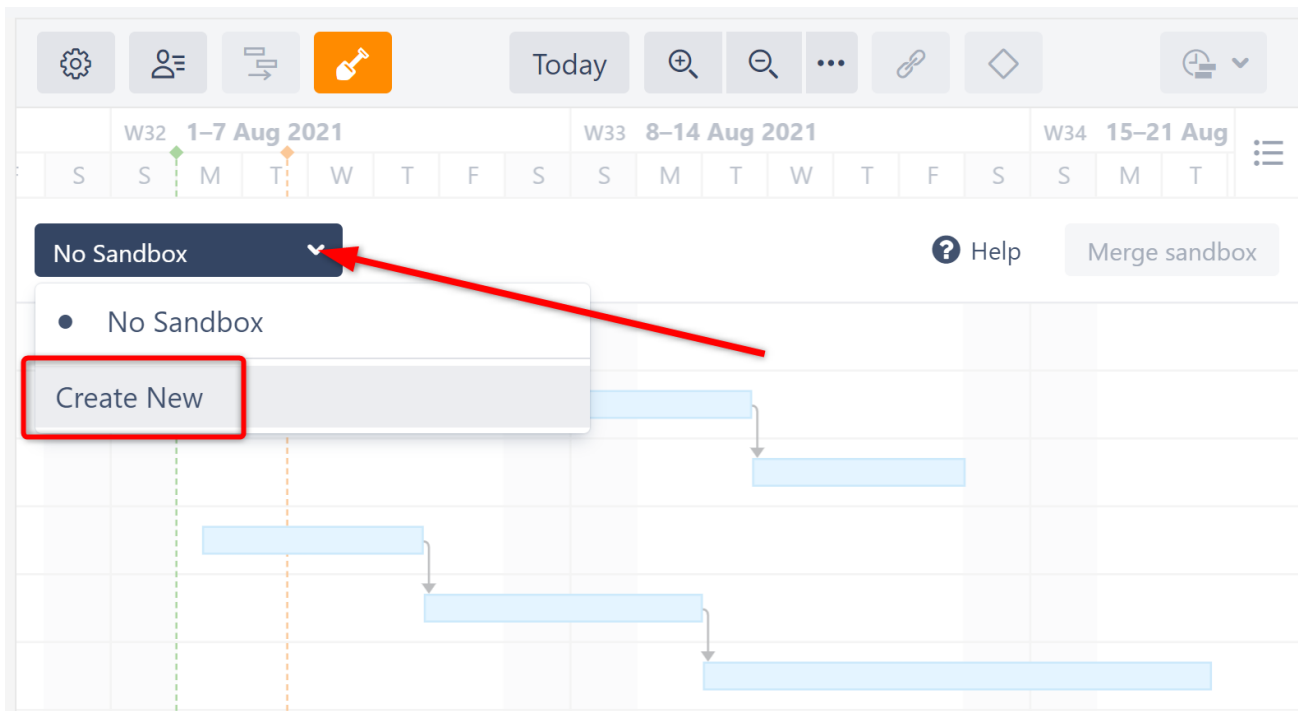 Today
W32 1–7 Aug 2021 W33 8–14 Aug 2021 W34 15–21 Aug
S S M T W T F S S M T W T F S S M T
No Sandbox
Help
Merge sandbox
No Sandbox
Create New